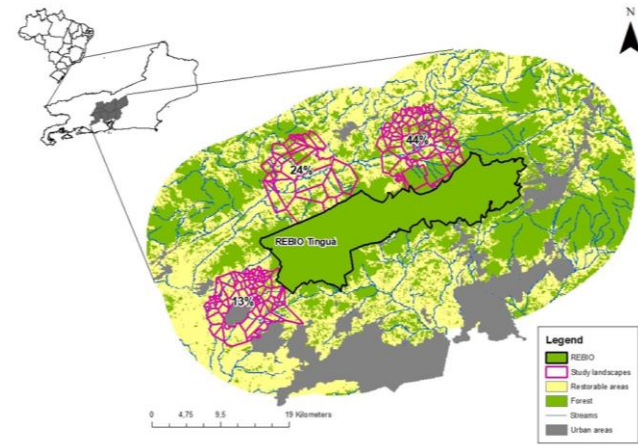 N
44%
24%
REBIO Tinguá
13%
Legend
REBIO
Study landscapes
Restorable areas
Forest
Streams
Urban areas
0 4,75 9,5 19 Kilometers